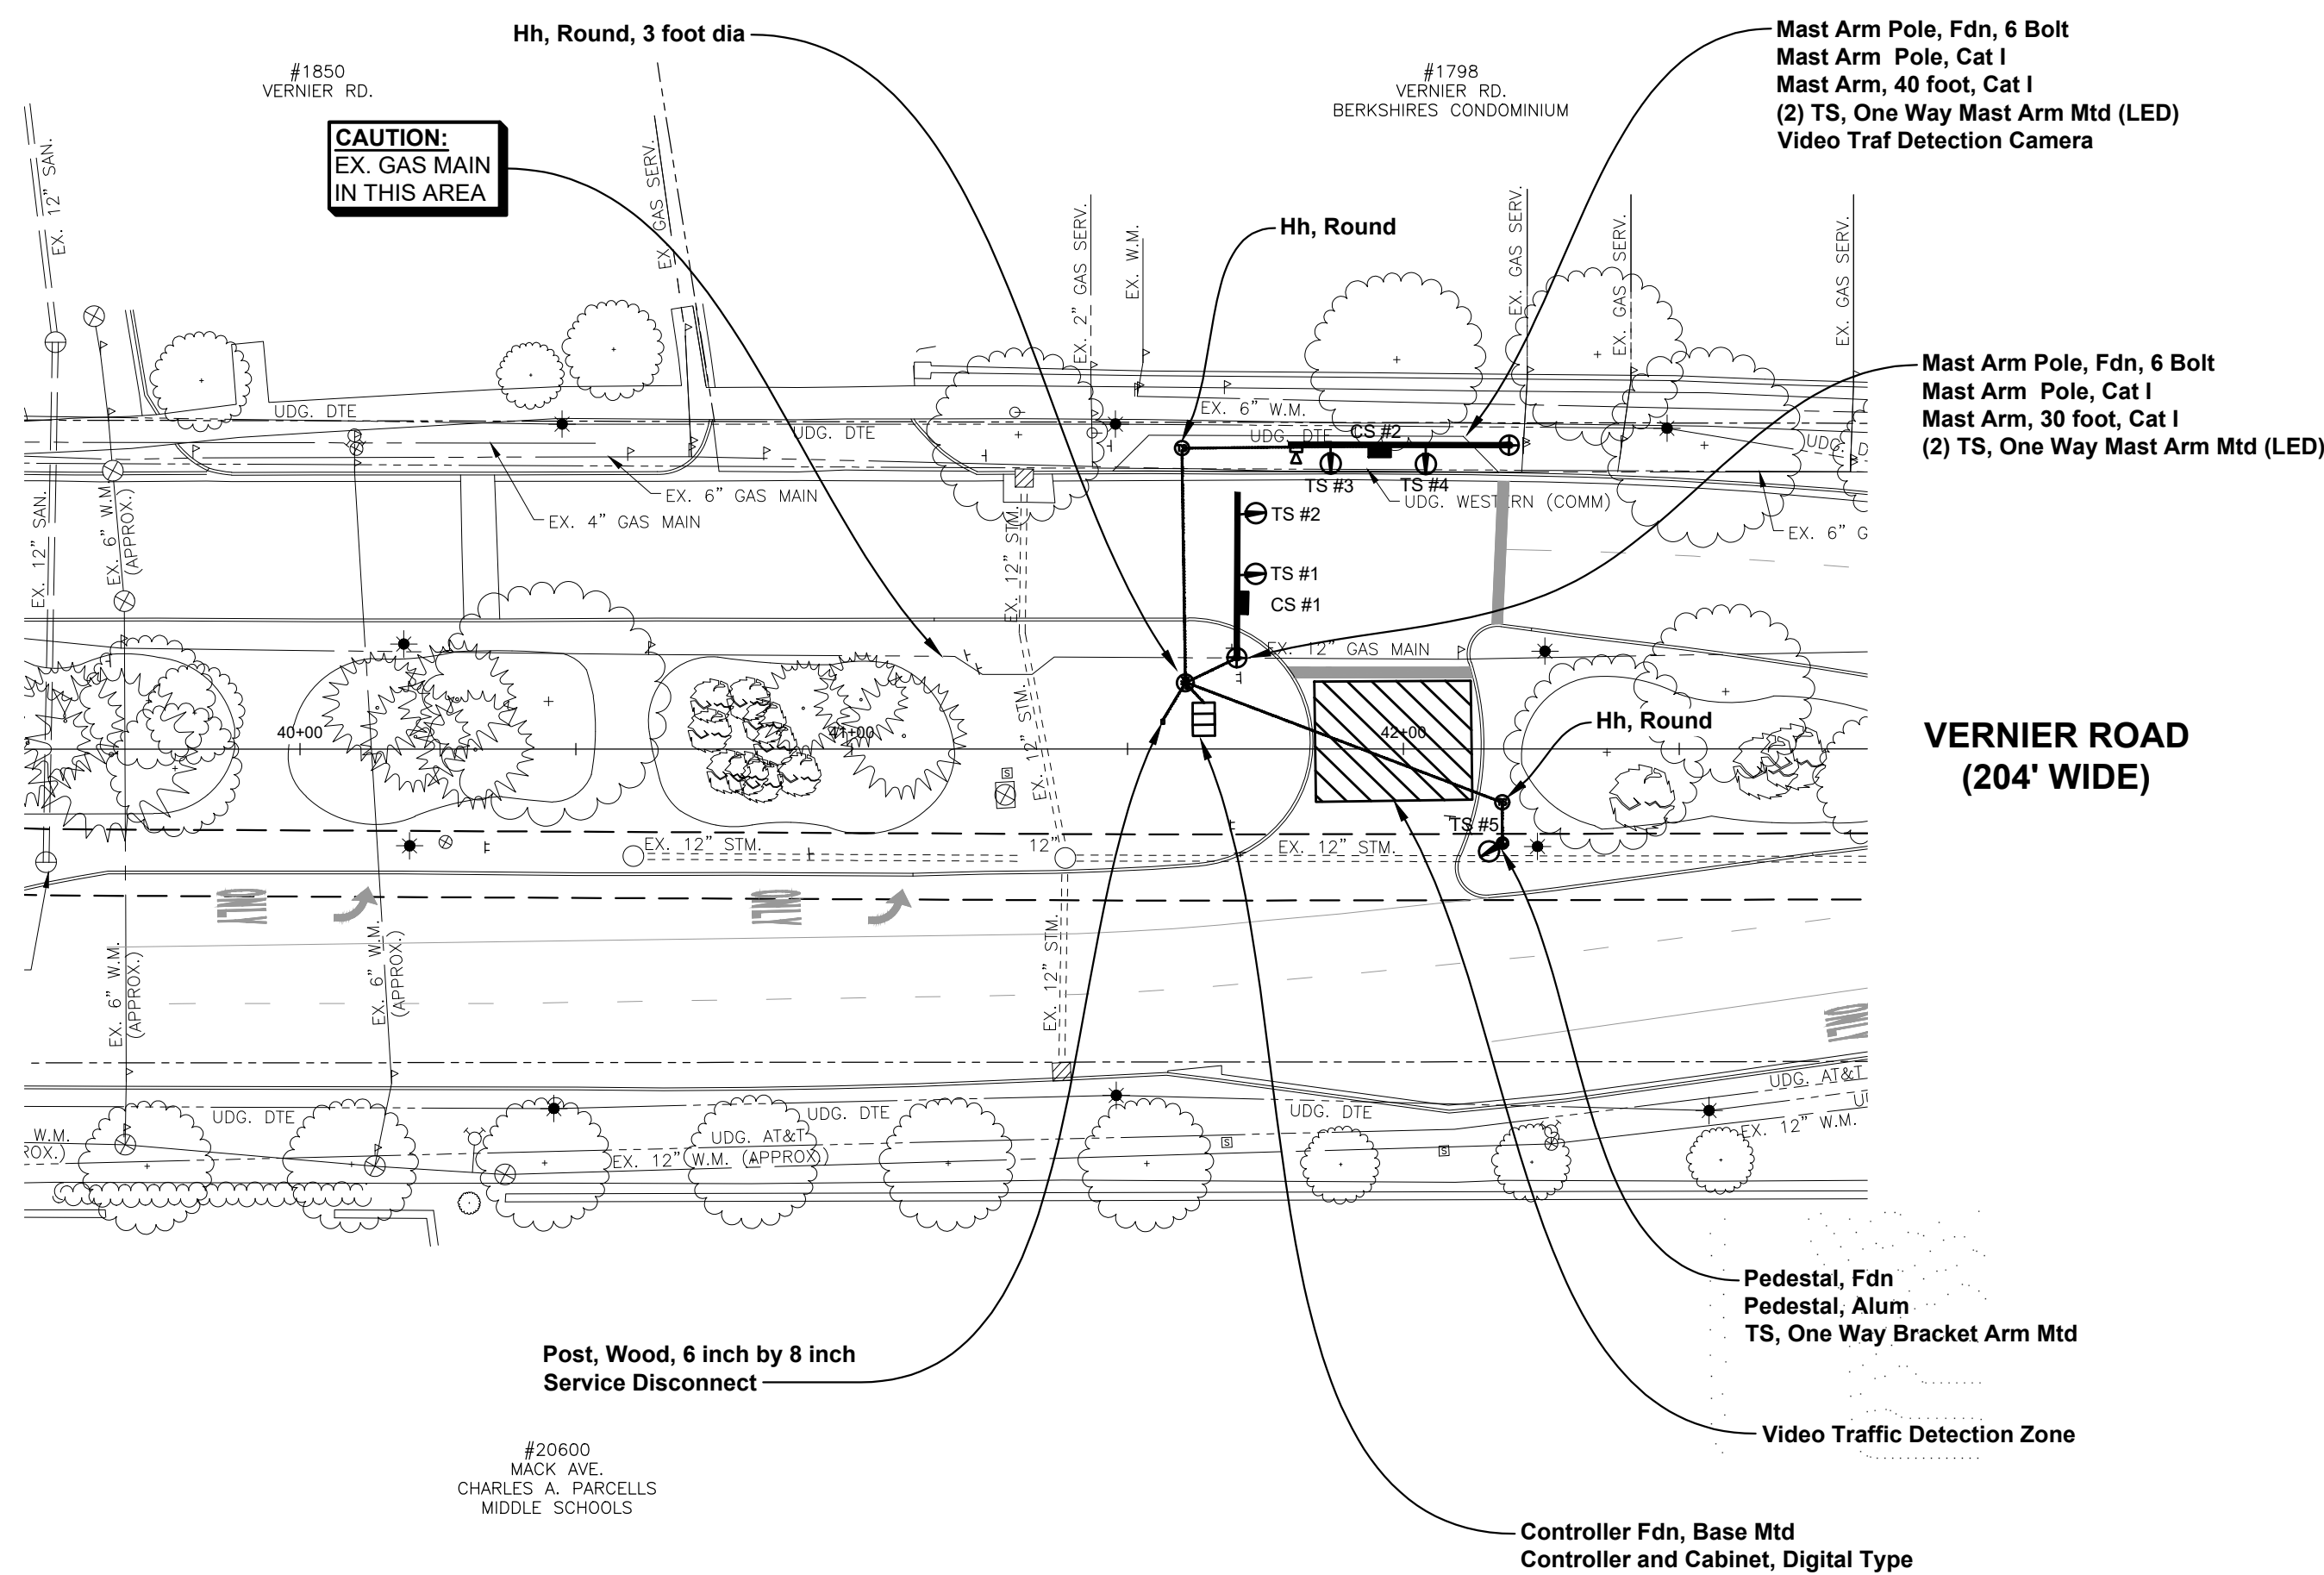 Hh, Round, 3 foot dia
#1850
VERNIER RD.
CAUTION:
EX. GAS MAIN
IN THIS AREA
#1798
VERNIER RD.
BERKSHIRES CONDOMINIUM
Mast Arm Pole, Fdn, 6 Bolt
Mast Arm Pole, Cat I
Mast Arm, 40 foot, Cat I
(2) TS, One Way Mast Arm Mtd (LED)
Video Traf Detection Camera
EX. 12" SAN.
EX. GAS SERV.
EX. 2" GAS SERV.
EX. W.M.
Hh, Round
EX. GAS SERV.
EX. GAS SERV.
EX. GAS SERV.
Mast Arm Pole, Fdn, 6 Bolt
Mast Arm Pole, Cat I
Mast Arm, 30 foot, Cat I
(2) TS, One Way Mast Arm Mtd (LED)
UDG. DTE
UDG. DTE
EX. 6" W.M.
UDG. DTE
CS #2
UDG. D
TS #3
TS #4
EX. 6" GAS MAIN
EX. 4" GAS MAIN
UDG. WESTERN (COMM)
EX. 6" G
EX. 12" SAN.
EX. 6" W.M.
(APPROX.)
EX. 12" STM.
TS #2
TS #1
CS #1
EX. 12" GAS MAIN
40+00
41+00
42+00
EX. 12" STM.
S
Hh, Round
VERNIER ROAD
(204' WIDE)
TS #5
EX. 12" STM.
12"
EX. 12" STM.
ONLY
ONLY
EX. 6" W.M.
(APPROX.)
EX. 6" W.M.
(APPROX.)
EX. 12" STM.
UDG. DTE
UDG. DTE
UDG. DTE
UDG. AT&T
UDG. AT&T
W.M.
ROX.)
EX. 12" W.M. (APPROX)
S
S
EX. 12" W.M.
Pedestal, Fdn
Pedestal, Alum
TS, One Way Bracket Arm Mtd
Post, Wood, 6 inch by 8 inch
Service Disconnect
Video Traffic Detection Zone
#20600
MACK AVE.
CHARLES A. PARCELLS
MIDDLE SCHOOLS
Controller Fdn, Base Mtd
Controller and Cabinet, Digital Type